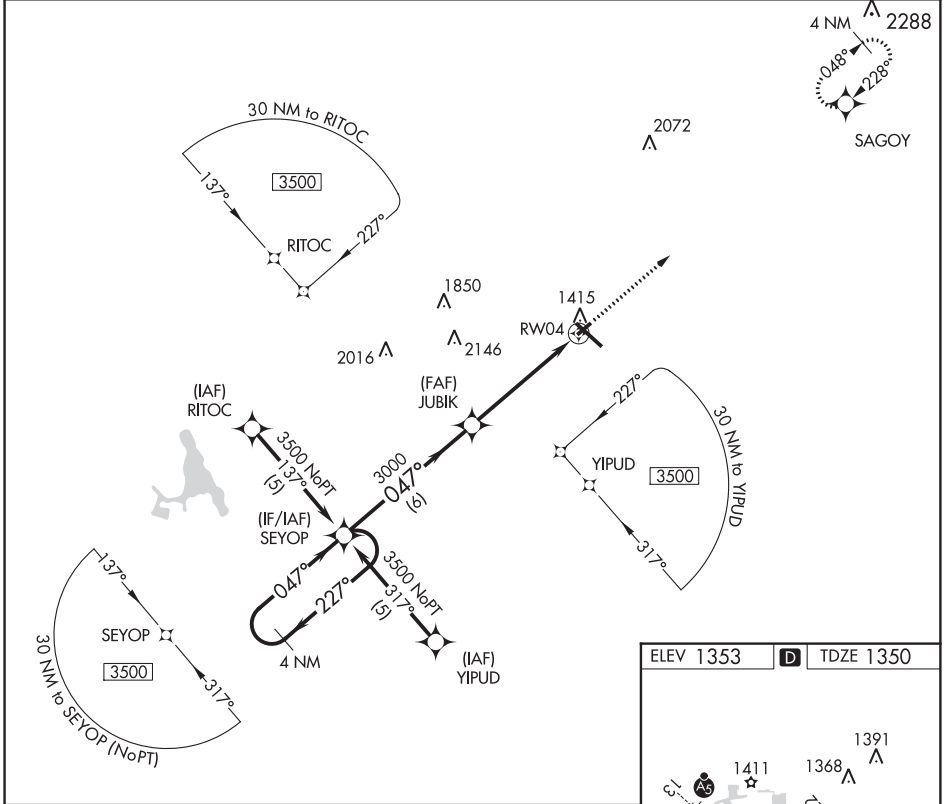 4 NM
2288
048°
228°
SAGOY
2072
30 NM to RITOC
3500
137°
227°
RITOC
1850
1415
RW04
2016
2146
(FAF)
JUBIK
(IAF)
RITOC
3500 NoPT
137°
(5)
3000
047°
(6)
227°
30 NM to YIPUD
YIPUD
3500
317°
(IF/IAF)
SEYOP
047°
227°
4 NM
3500 NoPT
317°
(5)
(IAF)
YIPUD
137°
SEYOP
3500
317°
30 NM to SEYOP (NoPT)
ELEV 1353
D
TDZE 1350
1391
1411
1368
A5
13